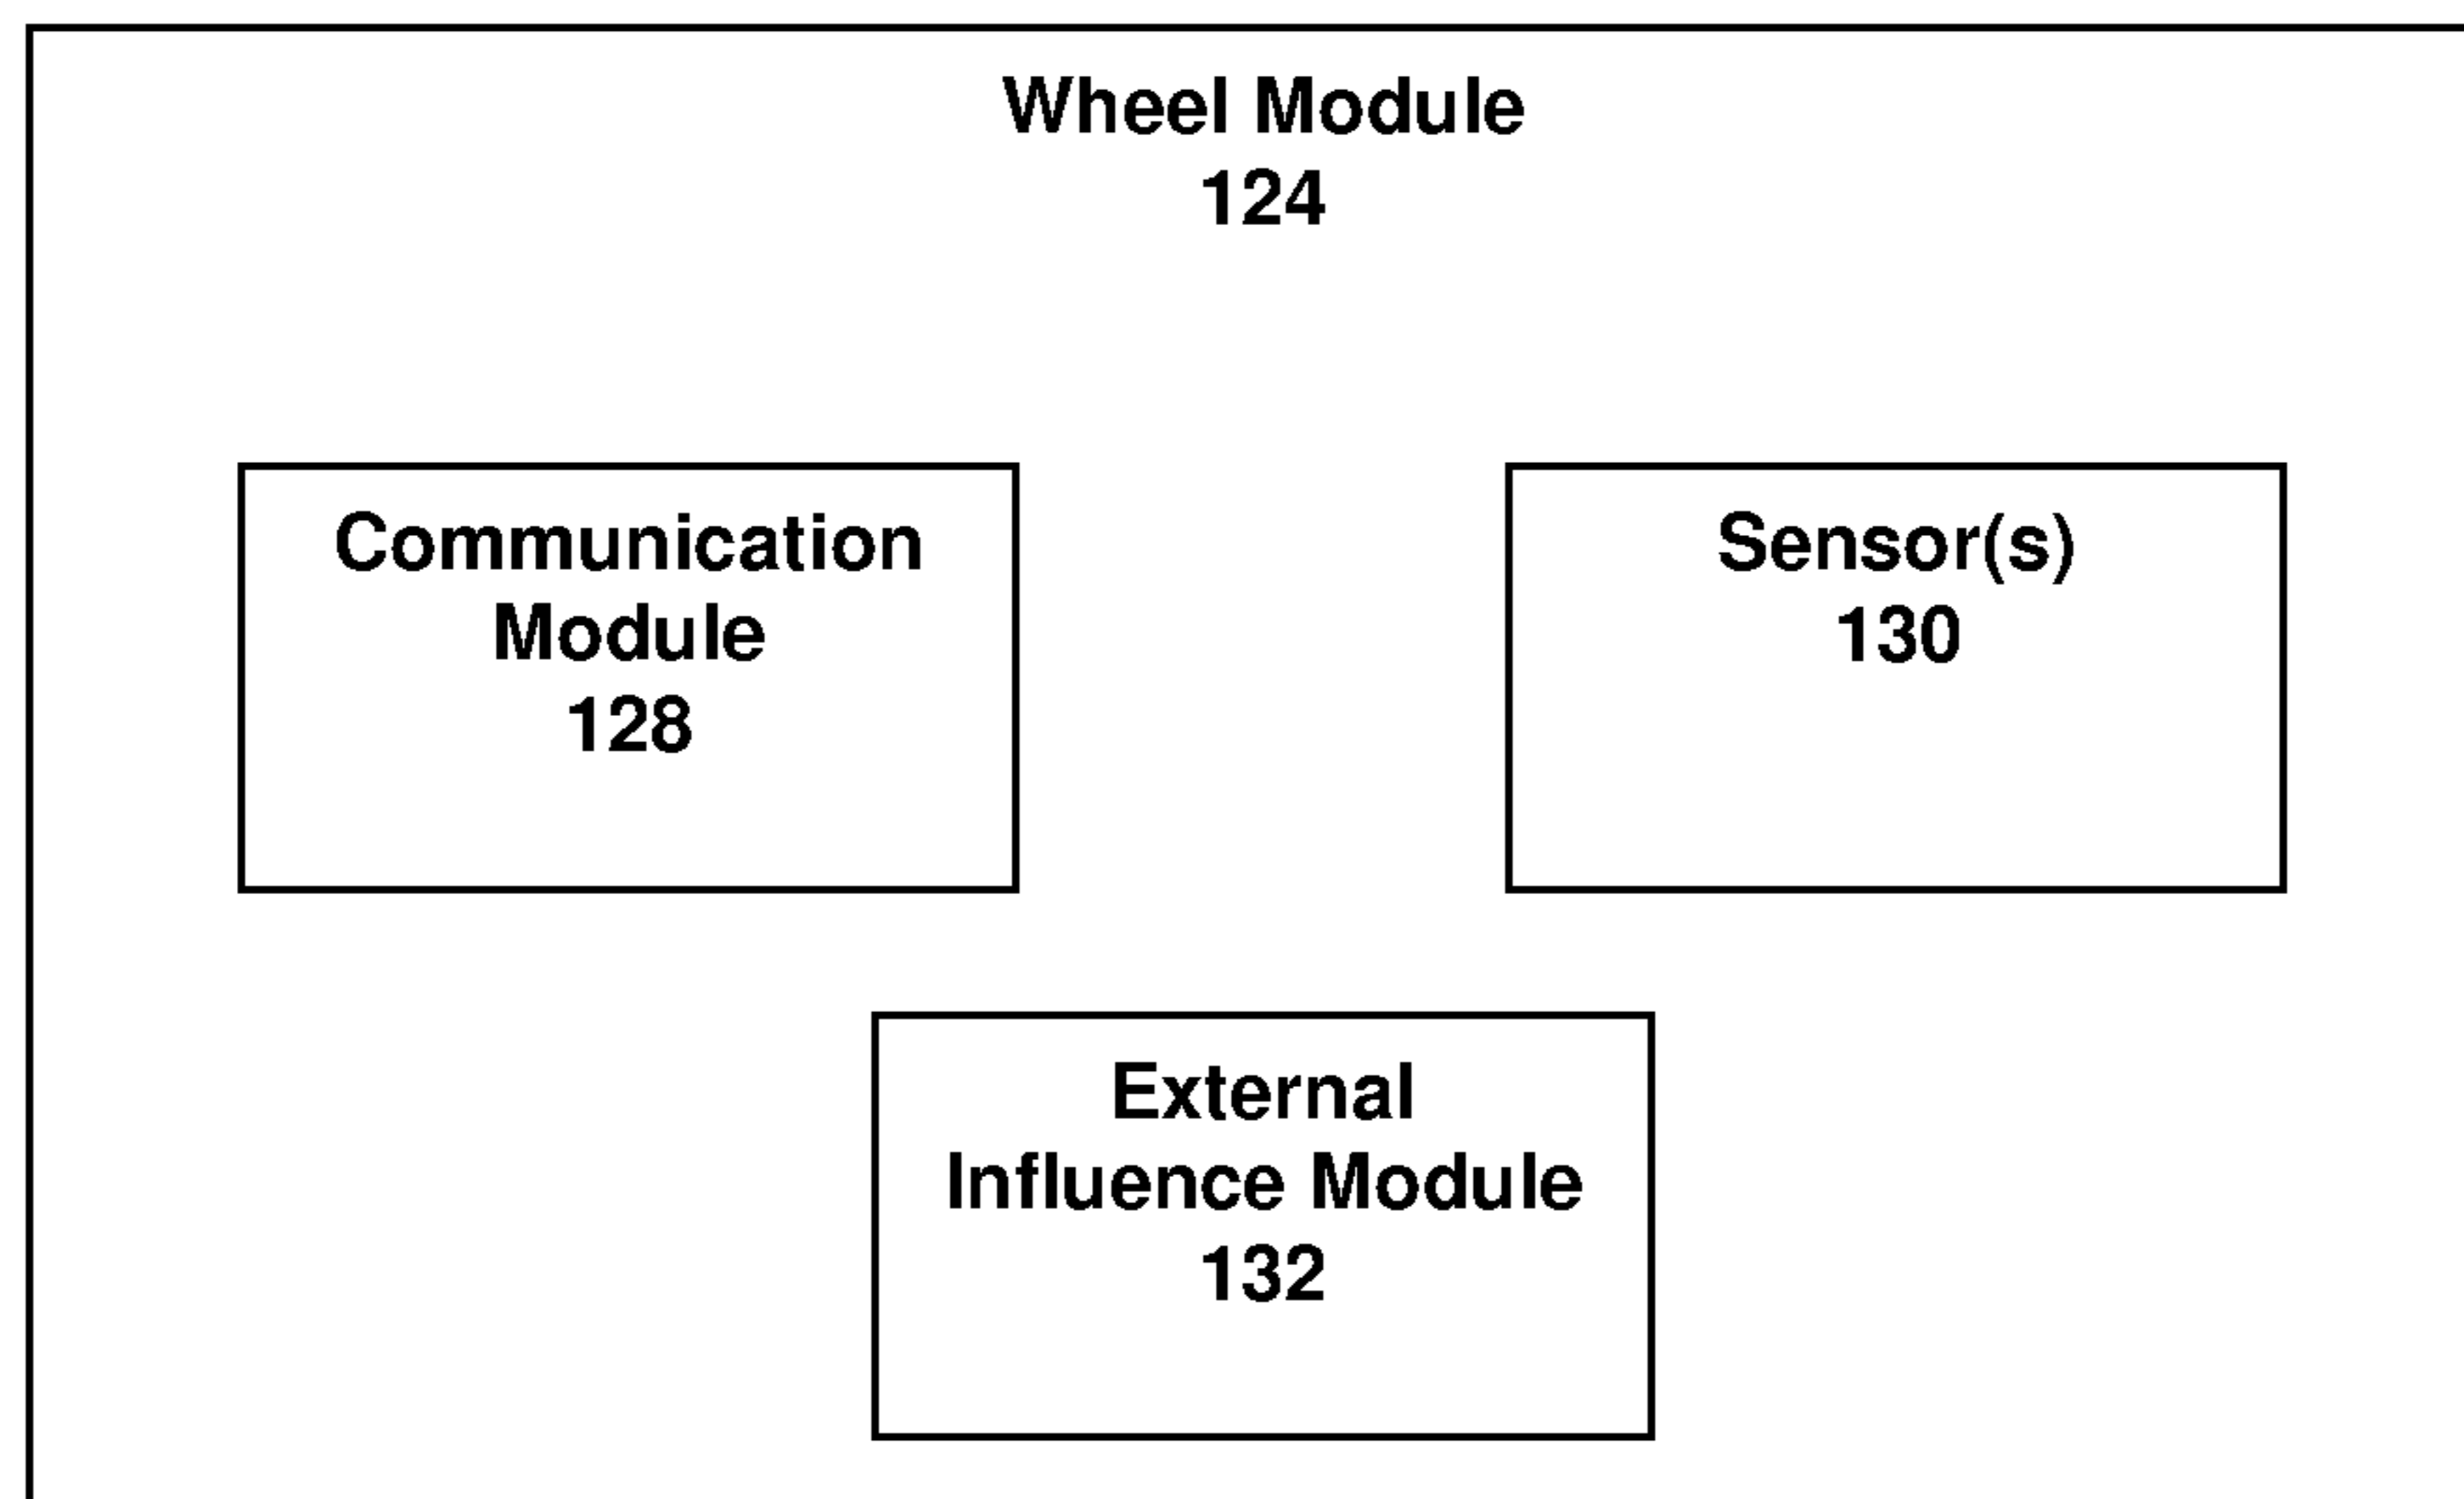 Wheel Module
124
Communication
Module
128
Sensor(s)
130
External
Influence Module
132